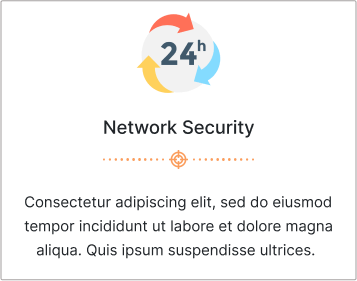 24h
Network Security
Consectetur adipiscing elit, sed do eiusmod
tempor incididunt ut labore et dolore magna
aliqua. Quis ipsum suspendisse ultrices.